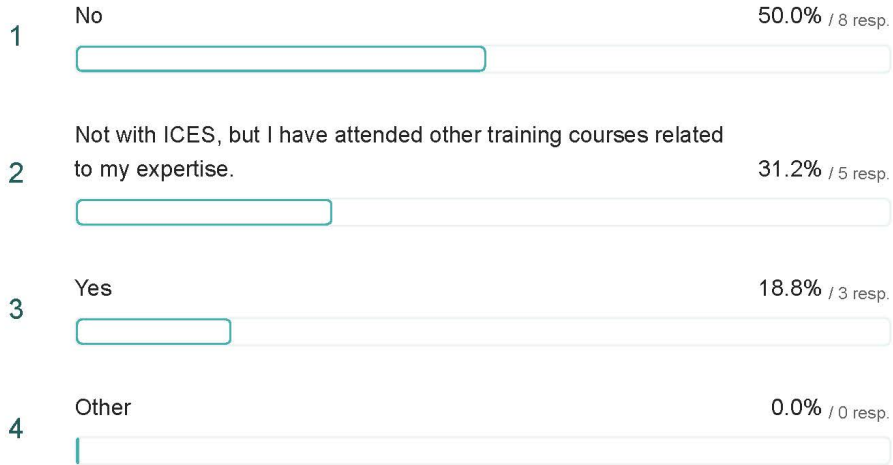 1
No
50.0% / 8 resp.
Not with ICES, but I have attended other training courses related
2
to my expertise.
31.2% / 5 resp.
3
Yes
18.8% / 3 resp.
4
Other
0.0% / 0 resp.